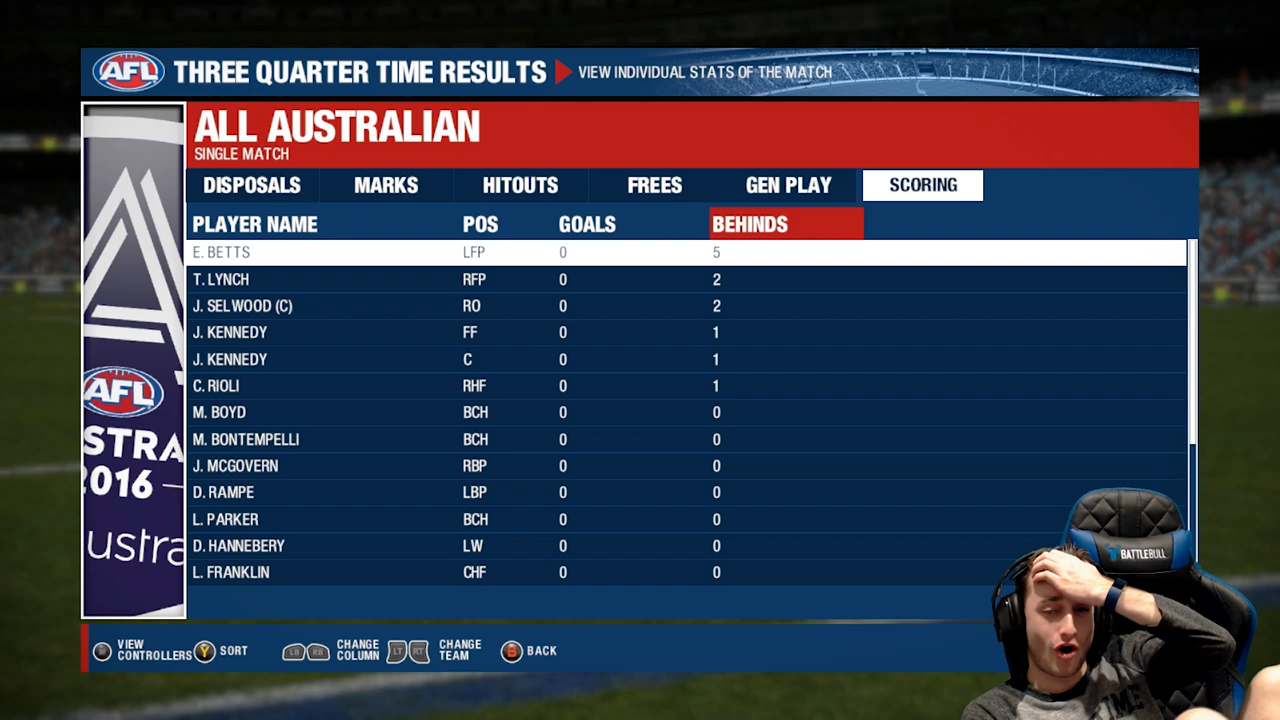 AFL THREE QUARTER TIME RESULTS VIEW INDIVIDUAL STATS OF THE MATCH
ALL AUSTRALIAN
SINGLE MATCH
DISPOSALS MARKS HITOUTS FREES GEN PLAY SCORING
PLAYER NAME POS GOALS BEHINDS
E. BETTS LFP 0 5
T. LYNCH RFP 0 2
J. SELWOOD (C) RO 0 2
J. KENNEDY FF 0 1
J. KENNEDY C 0 1
C. RIOLI RHF 0 1
M. BOYD BCH 0 0
M. BONTEMPELLI BCH 0 0
J. MCGOVERN RBP 0 0
D. RAMPE LBP 0 0
L. PARKER BCH 0 0
D. HANNEBERY LW 0 0
L. FRANKLIN CHF 0 0
AFL
STRA
2016
ustra
VIEW CONTROLLERS Y SORT LB RB CHANGE COLUMN LT RT CHANGE TEAM B BACK
BATTLEBULL